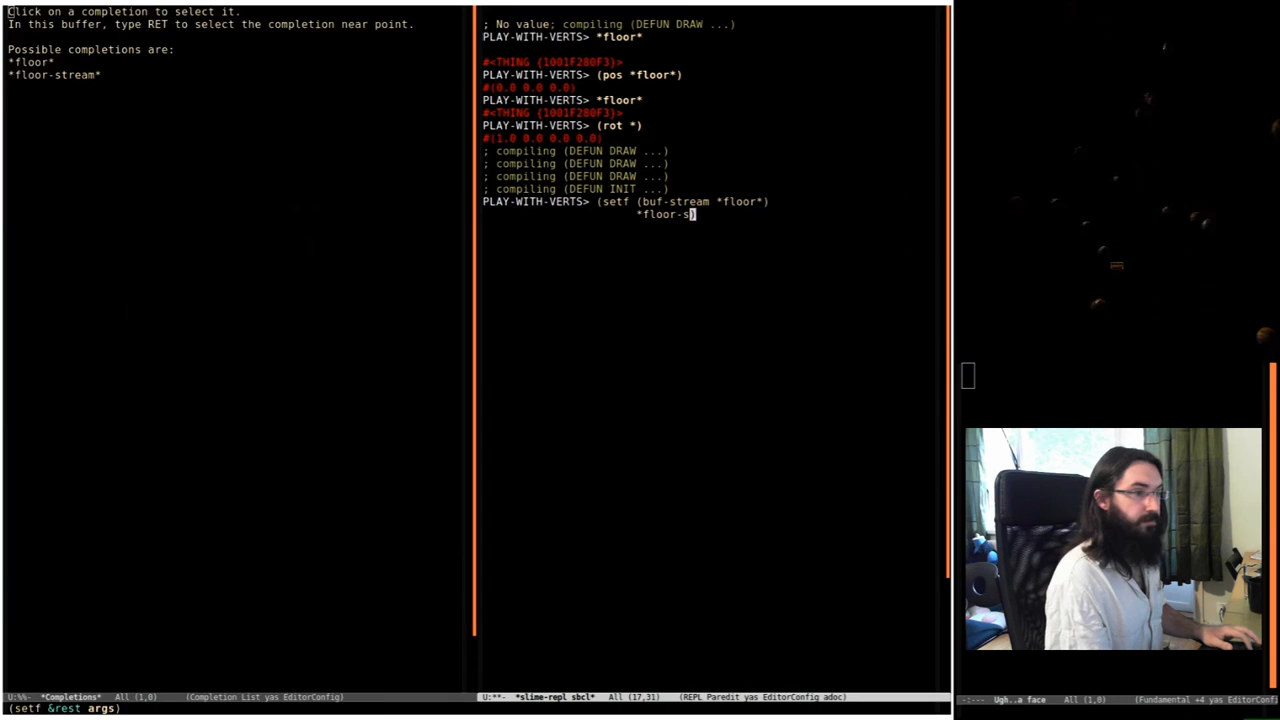 Click on a completion to select it.
In this buffer, type RET to select the completion near point.
Possible completions are:
*floor*
*floor-stream*
U:%%- *Completions* All (1,0) (Completion List yas EditorConfig)
(setf &rest args)
; No value; compiling (DEFUN DRAW ...)
PLAY-WITH-VERTS> *floor*
#<THING {1001F280F3}>
PLAY-WITH-VERTS> (pos *floor*)
#(0.0 0.0 0.0)
PLAY-WITH-VERTS> *floor*
#<THING {1001F280F3}>
PLAY-WITH-VERTS> (rot *)
#(1.0 0.0 0.0 0.0)
; compiling (DEFUN DRAW ...)
; compiling (DEFUN DRAW ...)
; compiling (DEFUN DRAW ...)
; compiling (DEFUN INIT ...)
PLAY-WITH-VERTS> (setf (buf-stream *floor*)
*floor-s)
U:**- *slime-repl sbcl* All (17,31) (REPL Paredit yas EditorConfig adoc)
-:--- Ugh..a face All (1,0) (Fundamental +4 yas EditorConfi